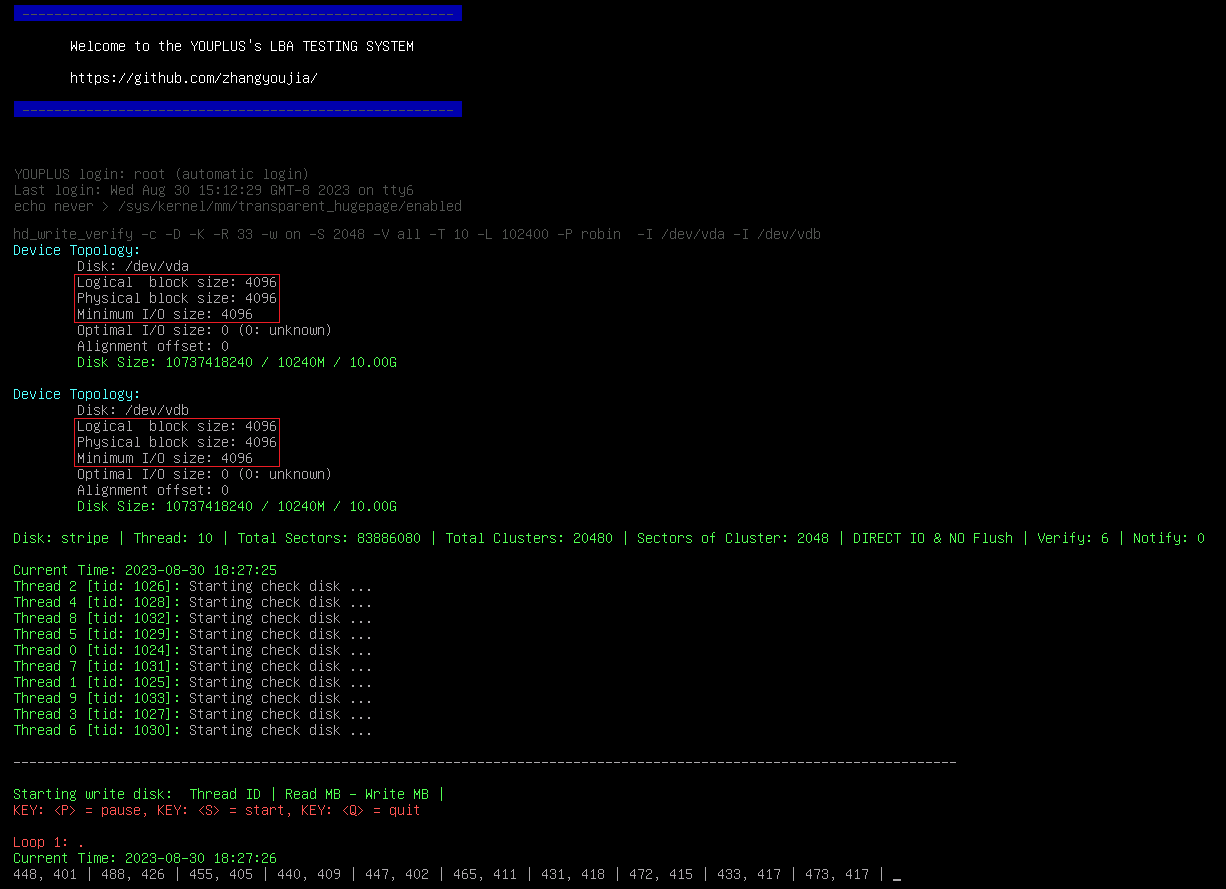 -------------------------------------------------------
Welcome to the YOUPLUS's LBA TESTING SYSTEM
https://github.com/zhangyoujia/
-------------------------------------------------------
YOUPLUS login: root (automatic login)
Last login: Wed Aug 30 15:12:29 GMT-8 2023 on tty6
echo never > /sys/kernel/mm/transparent_hugepage/enabled
hd_write_verify -c -D -K -R 33 -w on -S 2048 -V all -T 10 -L 102400 -P robin  -I /dev/vda -I /dev/vdb
Device Topology:
Disk: /dev/vda
Logical  block size: 4096
Physical block size: 4096
Minimum I/O size: 4096
Optimal I/O size: 0 (0: unknown)
Alignment offset: 0
Disk Size: 10737418240 / 10240M / 10.00G
Device Topology:
Disk: /dev/vdb
Logical  block size: 4096
Physical block size: 4096
Minimum I/O size: 4096
Optimal I/O size: 0 (0: unknown)
Alignment offset: 0
Disk Size: 10737418240 / 10240M / 10.00G
Disk: stripe | Thread: 10 | Total Sectors: 83886080 | Total Clusters: 20480 | Sectors of Cluster: 2048 | DIRECT IO & NO Flush | Verify: 6 | Notify: 0
Current Time: 2023-08-30 18:27:25
Thread 2 [tid: 1026]: Starting check disk ...
Thread 4 [tid: 1028]: Starting check disk ...
Thread 8 [tid: 1032]: Starting check disk ...
Thread 5 [tid: 1029]: Starting check disk ...
Thread 0 [tid: 1024]: Starting check disk ...
Thread 7 [tid: 1031]: Starting check disk ...
Thread 1 [tid: 1025]: Starting check disk ...
Thread 9 [tid: 1033]: Starting check disk ...
Thread 3 [tid: 1027]: Starting check disk ...
Thread 6 [tid: 1030]: Starting check disk ...
----------------------------------------------------------------------------------------------------------------------
Starting write disk:  Thread ID | Read MB - Write MB |
KEY: <P> = pause, KEY: <S> = start, KEY: <Q> = quit
Loop 1: .
Current Time: 2023-08-30 18:27:26
448, 401 | 488, 426 | 455, 405 | 440, 409 | 447, 402 | 465, 411 | 431, 418 | 472, 415 | 433, 417 | 473, 417 | _